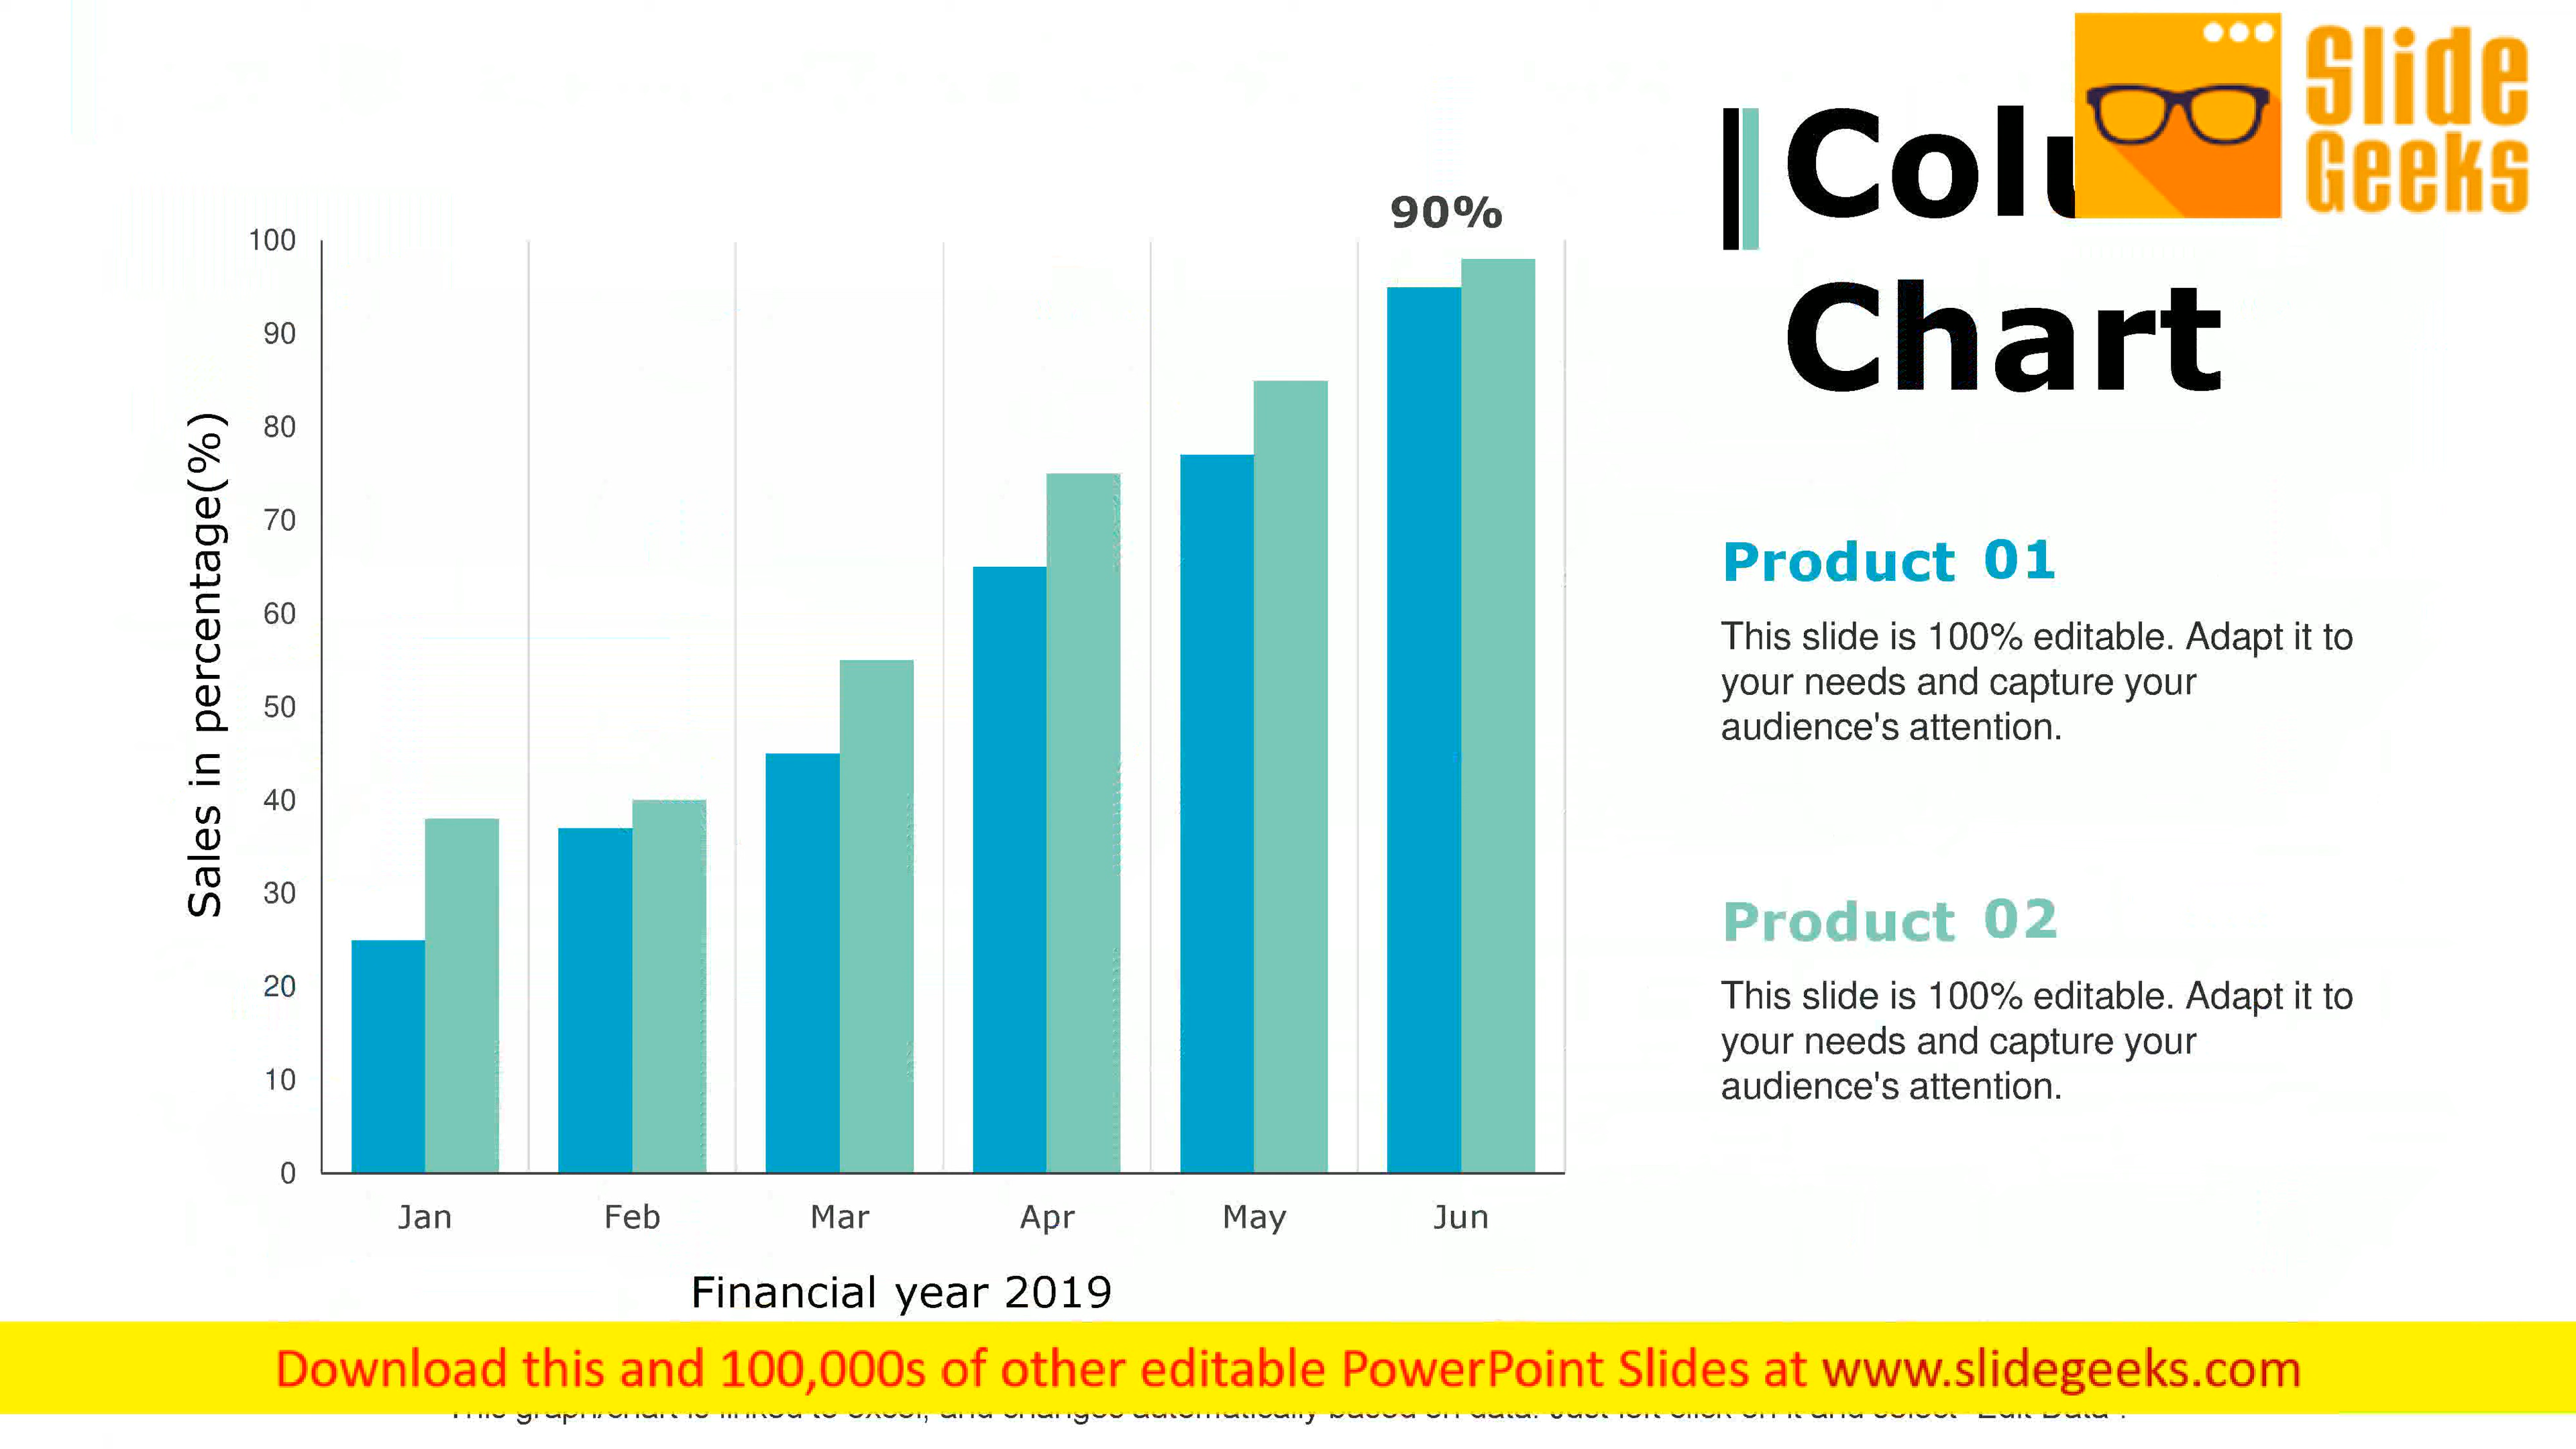 Slide
Geeks
Chart
90%
100
90
80
70
60
50
40
30
20
10
0
Sales in percentage(%)
Jan Feb Mar Apr May Jun
Financial year 2019
Product 01
This slide is 100% editable. Adapt it to
your needs and capture your
audience's attention.
Product 02
This slide is 100% editable. Adapt it to
your needs and capture your
audience's attention.
Download this and 100,000s of other editable PowerPoint Slides at www.slidegeeks.com